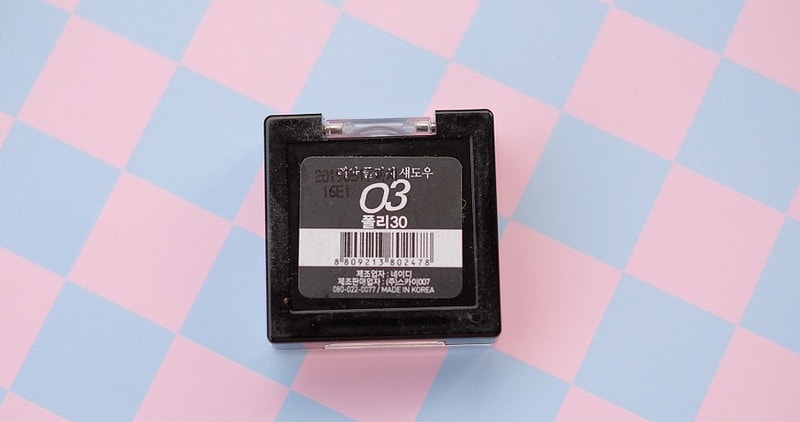 섀도우
16E1
03
폴리30
8 809213 802478
제조업자 : 네이디
제조판매업자 : (주)스카이007
080-022-0077 / MADE IN KOREA